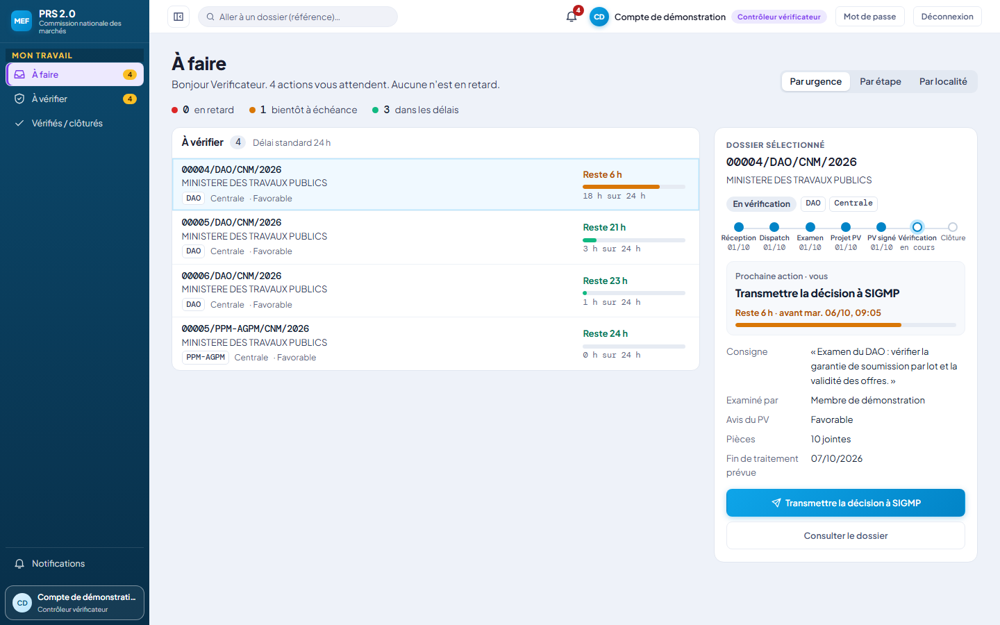 MEF
PRS 2.0
Commission nationale des
marchés
MON TRAVAIL
À faire 4
À vérifier 4
Vérifiés / clôturés
Notifications
CD
Compte de démonstrati...
Contrôleur vérificateur
Aller à un dossier (référence)...
4
CD
Compte de démonstration
Contrôleur vérificateur
Mot de passe
Déconnexion
À faire
Bonjour Verificateur. 4 actions vous attendent. Aucune n'est en retard.
Par urgence
Par étape
Par localité
0 en retard
1 bientôt à échéance
3 dans les délais
À vérifier 4 Délai standard 24 h
00004/DAO/CNM/2026
MINISTERE DES TRAVAUX PUBLICS
DAO Centrale · Favorable
Reste 6 h
18 h sur 24 h
00005/DAO/CNM/2026
MINISTERE DES TRAVAUX PUBLICS
DAO Centrale · Favorable
Reste 21 h
3 h sur 24 h
00006/DAO/CNM/2026
MINISTERE DES TRAVAUX PUBLICS
DAO Centrale · Favorable
Reste 23 h
1 h sur 24 h
00005/PPM-AGPM/CNM/2026
MINISTERE DES TRAVAUX PUBLICS
PPM-AGPM Centrale · Favorable
Reste 24 h
0 h sur 24 h
DOSSIER SÉLECTIONNÉ
00004/DAO/CNM/2026
MINISTERE DES TRAVAUX PUBLICS
En vérification DAO Centrale
Réception Dispatch Examen Projet PV PV signé Vérification Clôture
01/10 01/10 01/10 01/10 01/10 en cours
Prochaine action · vous
Transmettre la décision à SIGMP
Reste 6 h · avant mar. 06/10, 09:05
Consigne « Examen du DAO : vérifier la
garantie de soumission par lot et la
validité des offres. »
Examiné par Membre de démonstration
Avis du PV Favorable
Pièces 10 jointes
Fin de traitement 07/10/2026
prévue
Transmettre la décision à SIGMP
Consulter le dossier